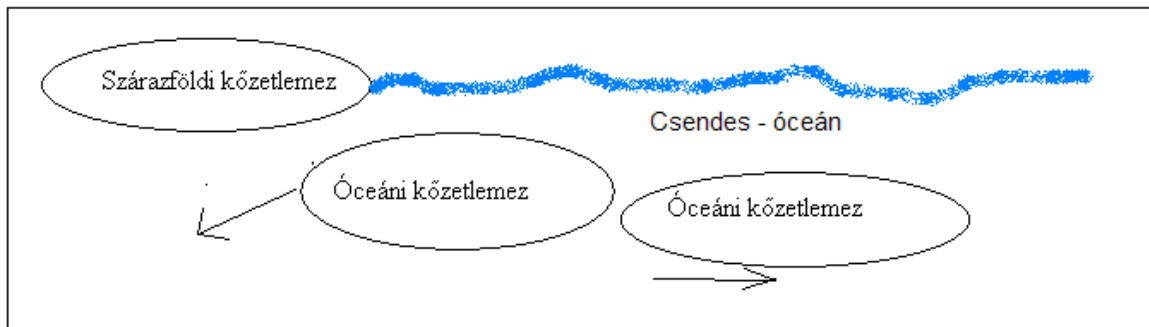 Szárazföldi kőzetlemez
Csendes - óceán
Óceáni kőzetlemez
Óceáni kőzetlemez